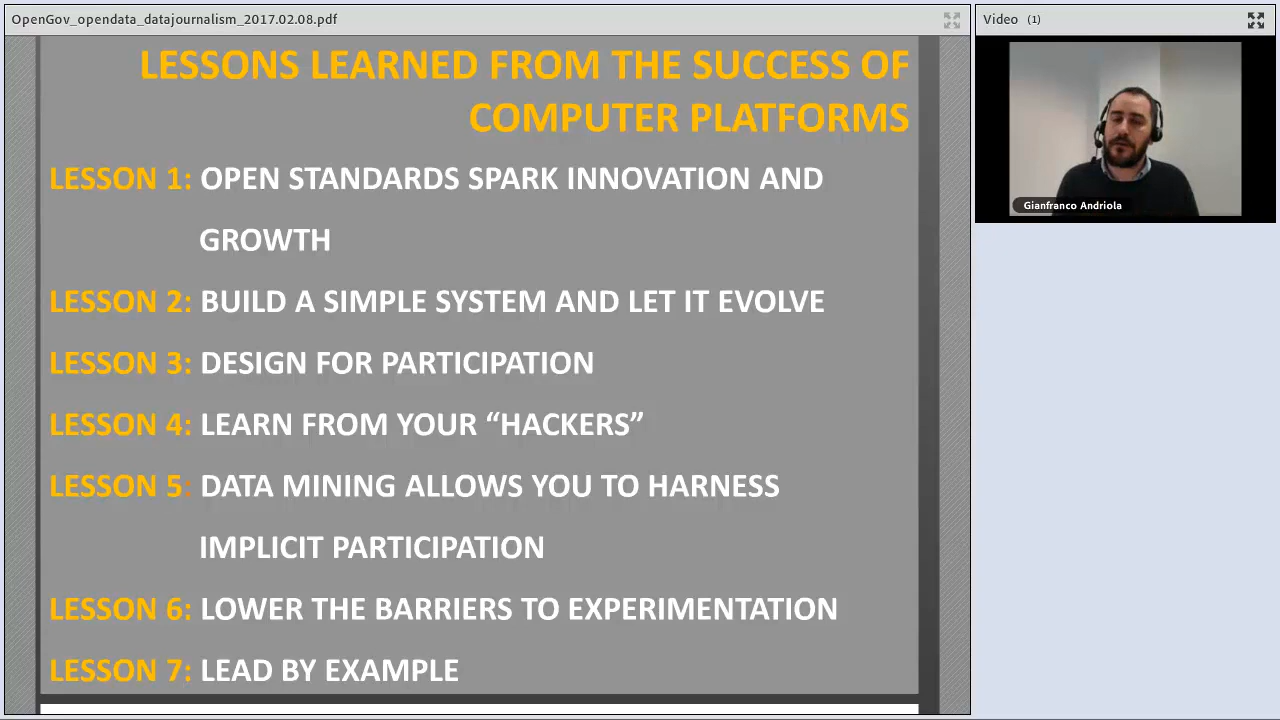 OpenGov_opendata_datajournalism_2017.02.08.pdf
Video (1)
LESSONS LEARNED FROM THE SUCCESS OF
COMPUTER PLATFORMS
LESSON 1: OPEN STANDARDS SPARK INNOVATION AND
GROWTH
LESSON 2: BUILD A SIMPLE SYSTEM AND LET IT EVOLVE
LESSON 3: DESIGN FOR PARTICIPATION
LESSON 4: LEARN FROM YOUR “HACKERS”
LESSON 5: DATA MINING ALLOWS YOU TO HARNESS
IMPLICIT PARTICIPATION
LESSON 6: LOWER THE BARRIERS TO EXPERIMENTATION
LESSON 7: LEAD BY EXAMPLE
Gianfranco Andriola